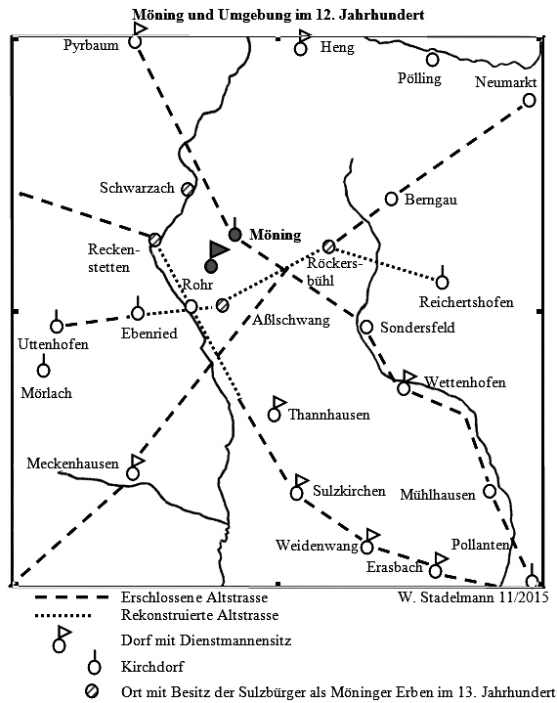 Möning und Umgebung im 12. Jahrhundert
Pyrbaum
Heng
Pölling
Neumarkt
Schwarzach
Berngau
Möning
Recken-
stetten
Röckers-
bühl
Rohr
Reichertshofen
Aßlschwang
Ebenried
Uttenhofen
Sondersfeld
Mörlach
Wettenhofen
Thannhausen
Meckenhausen
Sulzkirchen
Mühlhausen
Weidenwang
Pollanten
Erasbach
Erschlossene Altstrasse
W. Stadelmann 11/2015
Rekonstruierte Altstrasse
Dorf mit Dienstmannensitz
Kirchdorf
Ort mit Besitz der Sulzbürger als Möninger Erben im 13. Jahrhundert